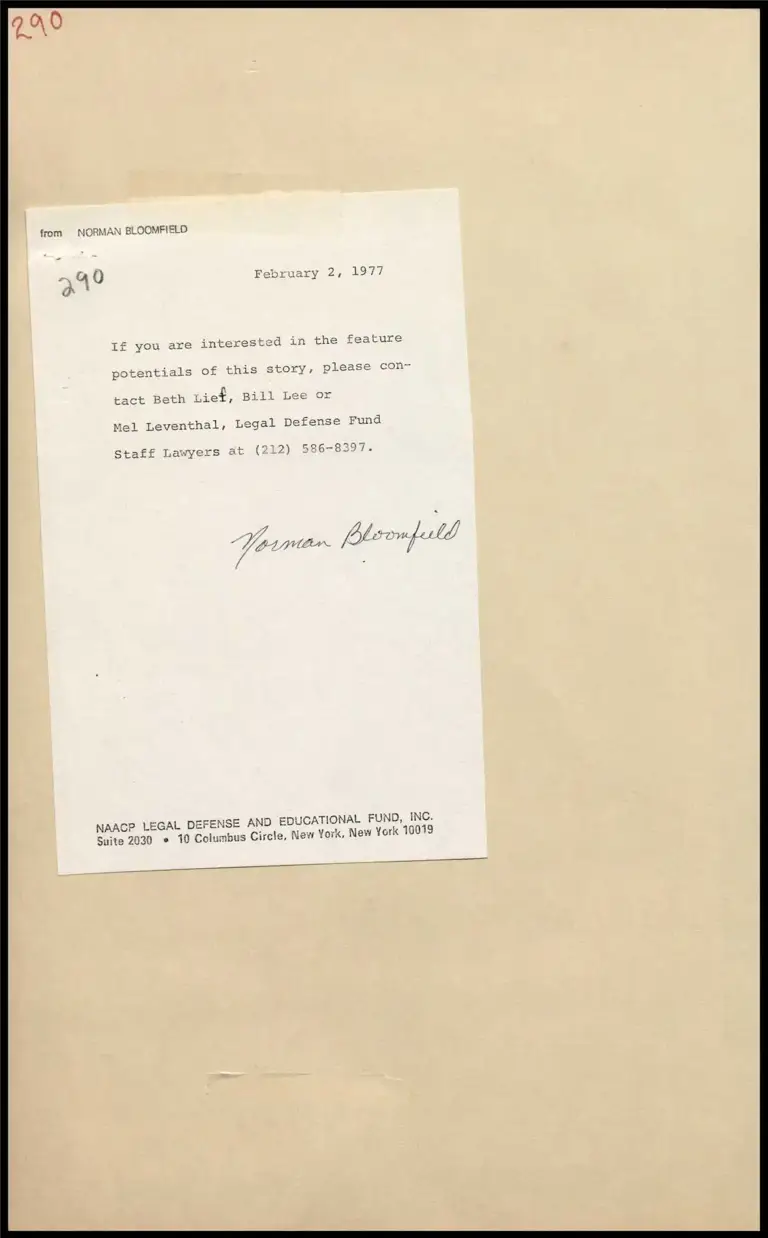 290
from NORMAN BLOOMFIELD
290
February 2, 1977
If you are interested in the feature
potentials of this story, please con-
tact Beth Lief, Bill Lee or
Mel Leventhal, Legal Defense Fund
Staff Lawyers at (212) 586-8397.
Norman Bloomfield
NAACP LEGAL DEFENSE AND EDUCATIONAL FUND, INC.
Suite 2030 • 10 Columbus Circle, New York, New York 10019